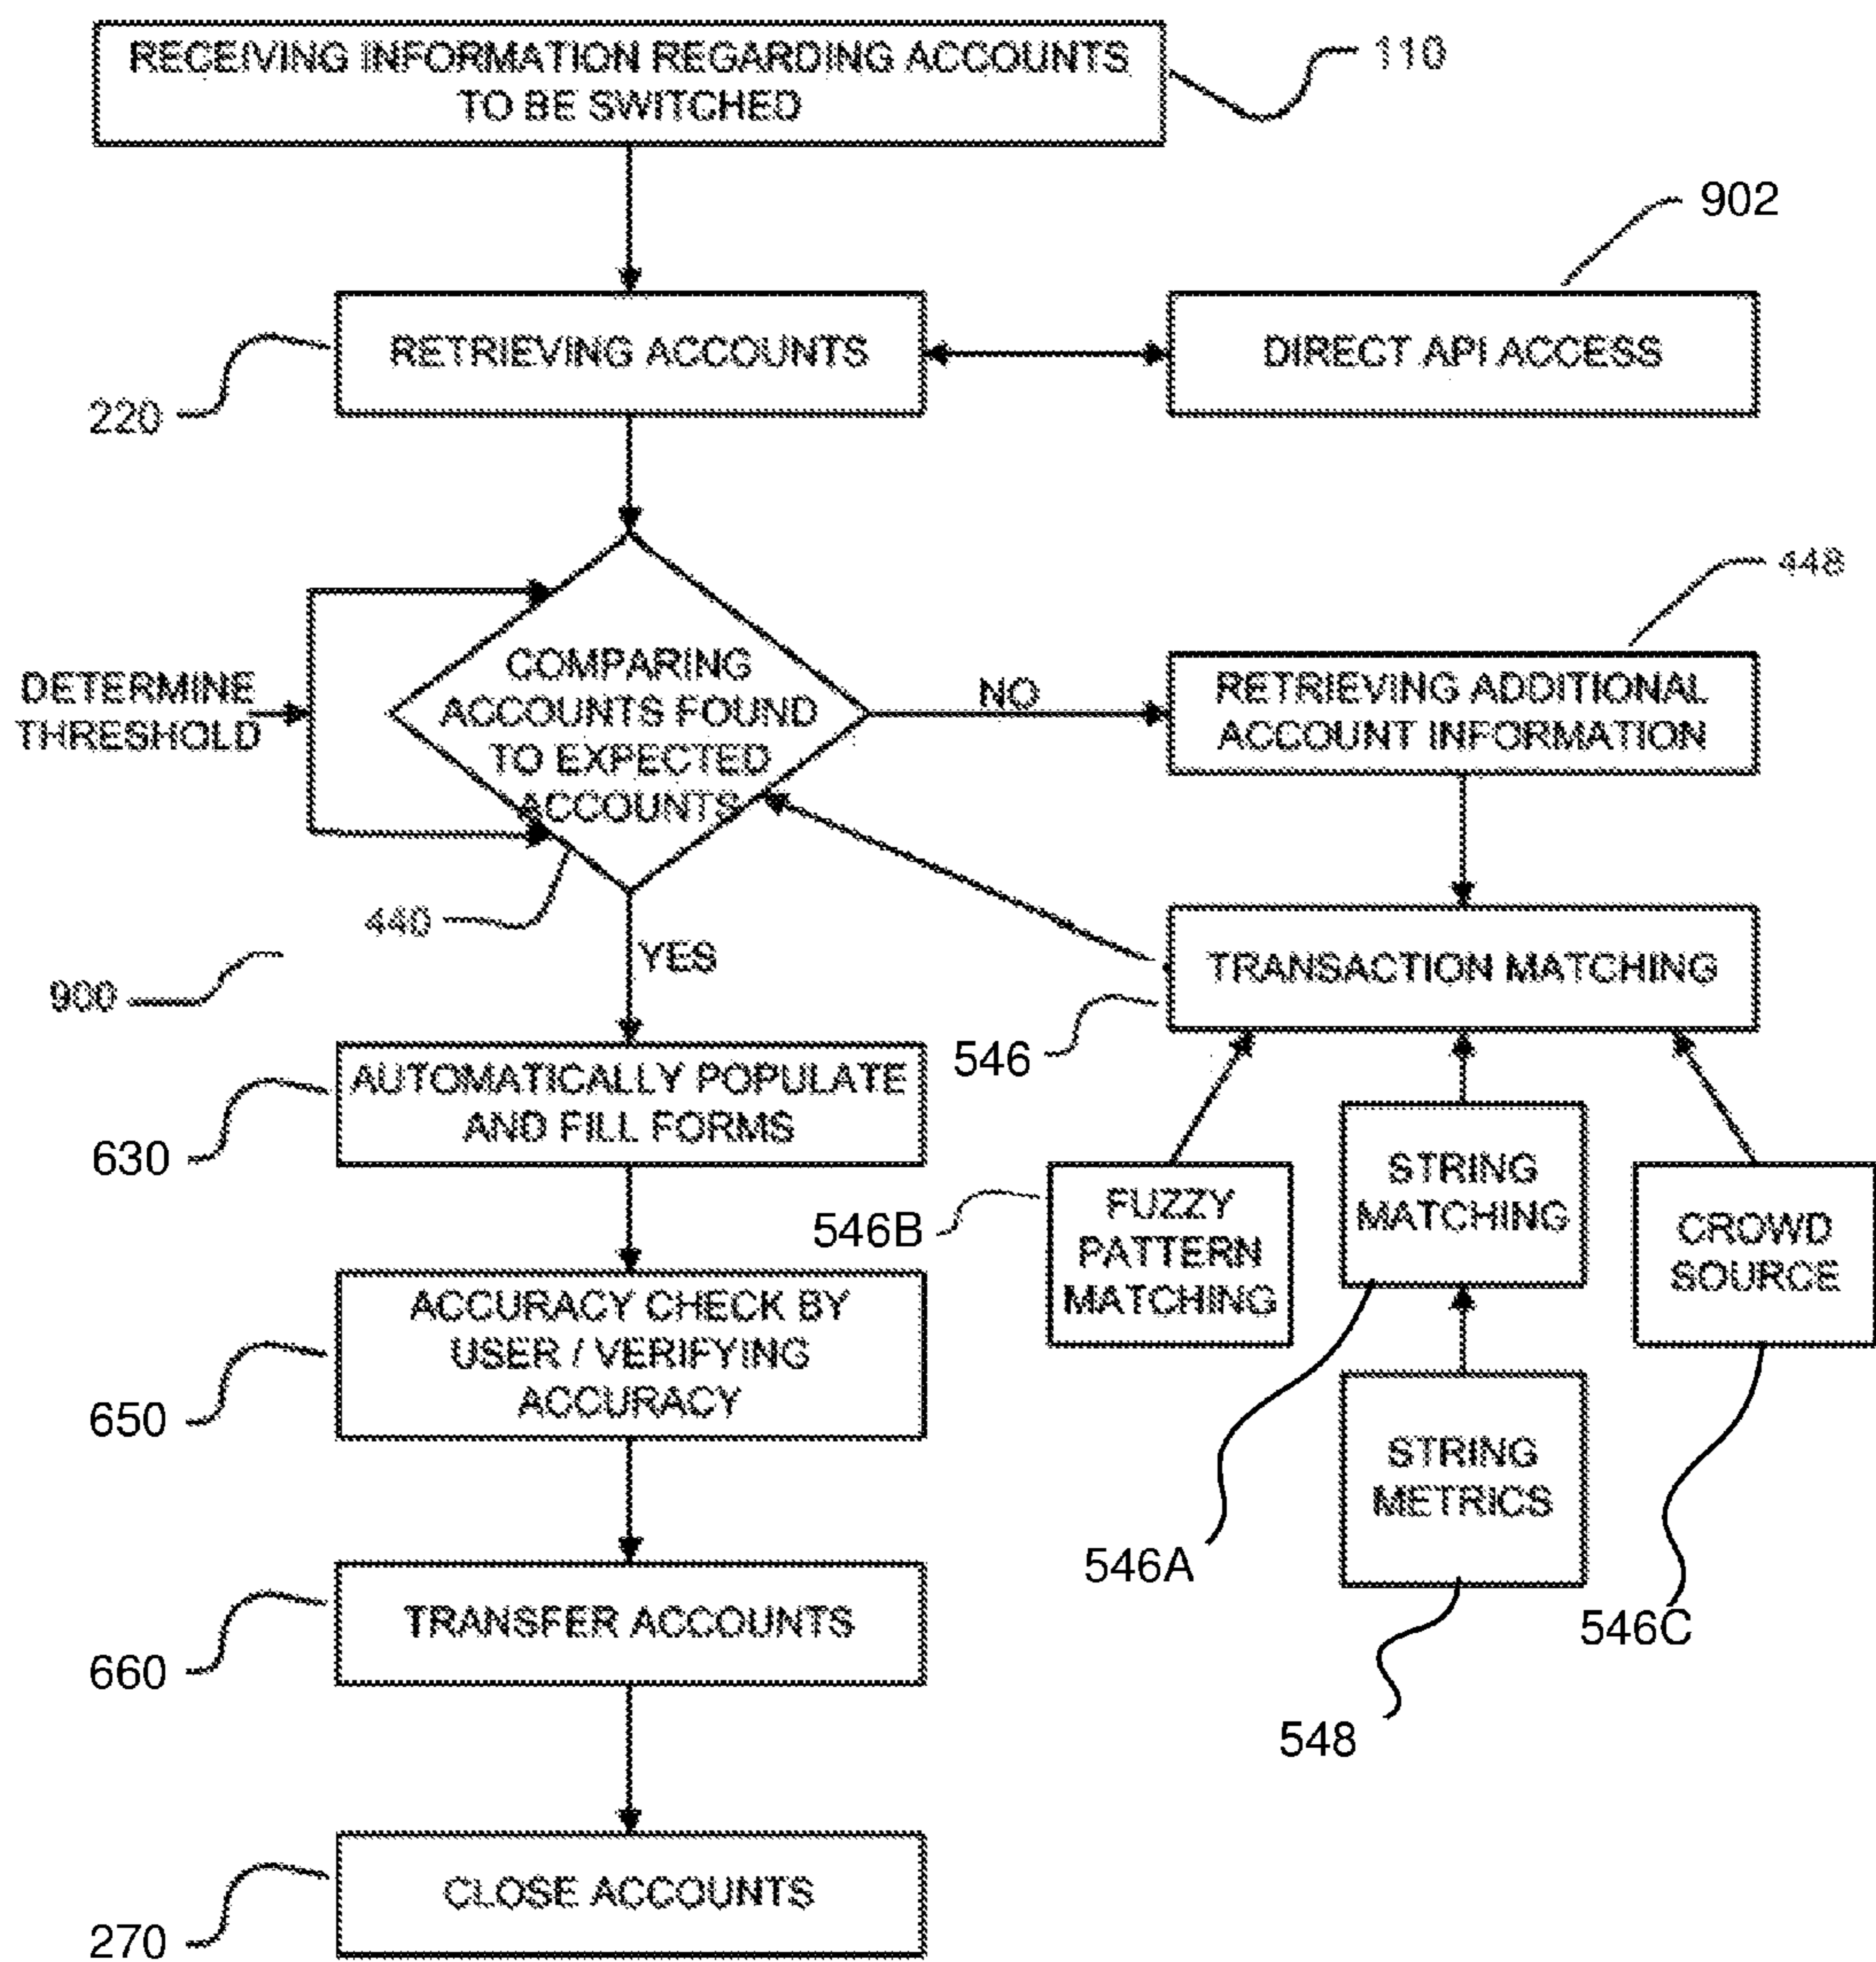 RECEIVING INFORMATION REGARDING ACCOUNTS
TO BE SWITCHED
110
902
RETRIEVING ACCOUNTS
DIRECT API ACCESS
220
448
DETERMINE
THRESHOLD
COMPARING
ACCOUNTS FOUND
TO EXPECTED
ACCOUNTS
NO
RETRIEVING ADDITIONAL
ACCOUNT INFORMATION
440
YES
900
TRANSACTION MATCHING
546
AUTOMATICALLY POPULATE
AND FILL FORMS
630
546B
FUZZY
PATTERN
MATCHING
STRING
MATCHING
CROWD
SOURCE
ACCURACY CHECK BY
USER / VERIFYING
ACCURACY
650
STRING
METRICS
546A
546C
548
TRANSFER ACCOUNTS
660
CLOSE ACCOUNTS
270